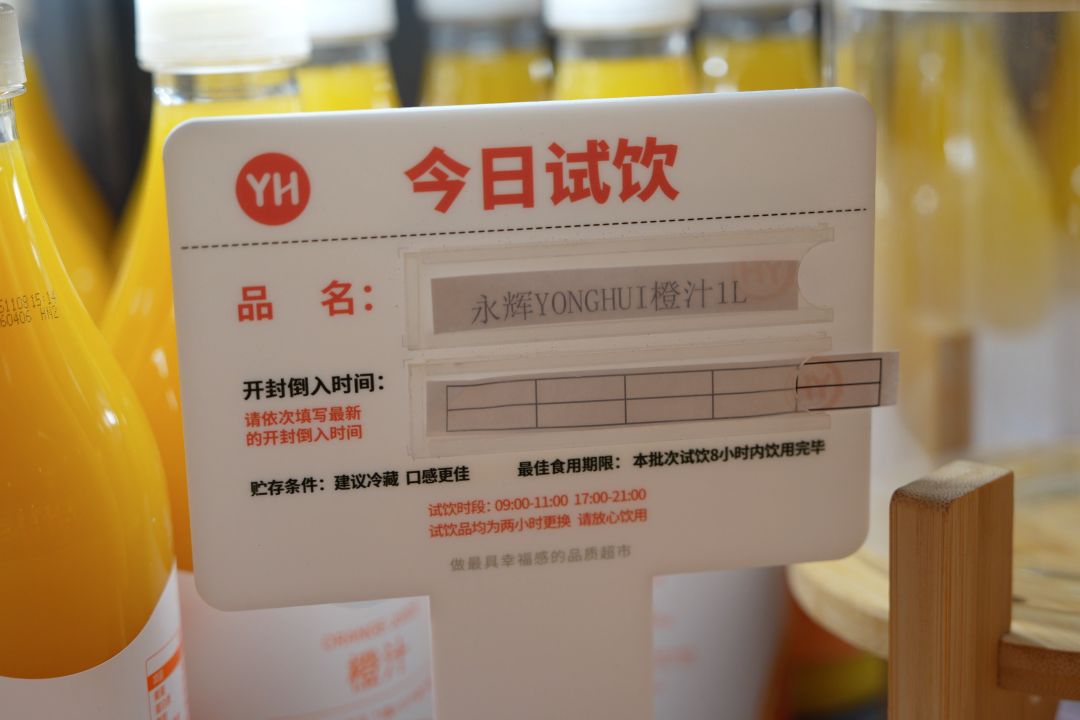 YH
今日试饮
品 名:
永辉YONGHUI橙汁1L
开封倒入时间:
请依次填写最新
的开封倒入时间
贮存条件: 建议冷藏 口感更佳
最佳食用期限: 本批次试饮8小时内饮用完毕
试饮时段: 09:00-11:00 17:00-21:00
试饮品均为两小时更换 请放心饮用
做最具幸福感的品质超市
橙汁